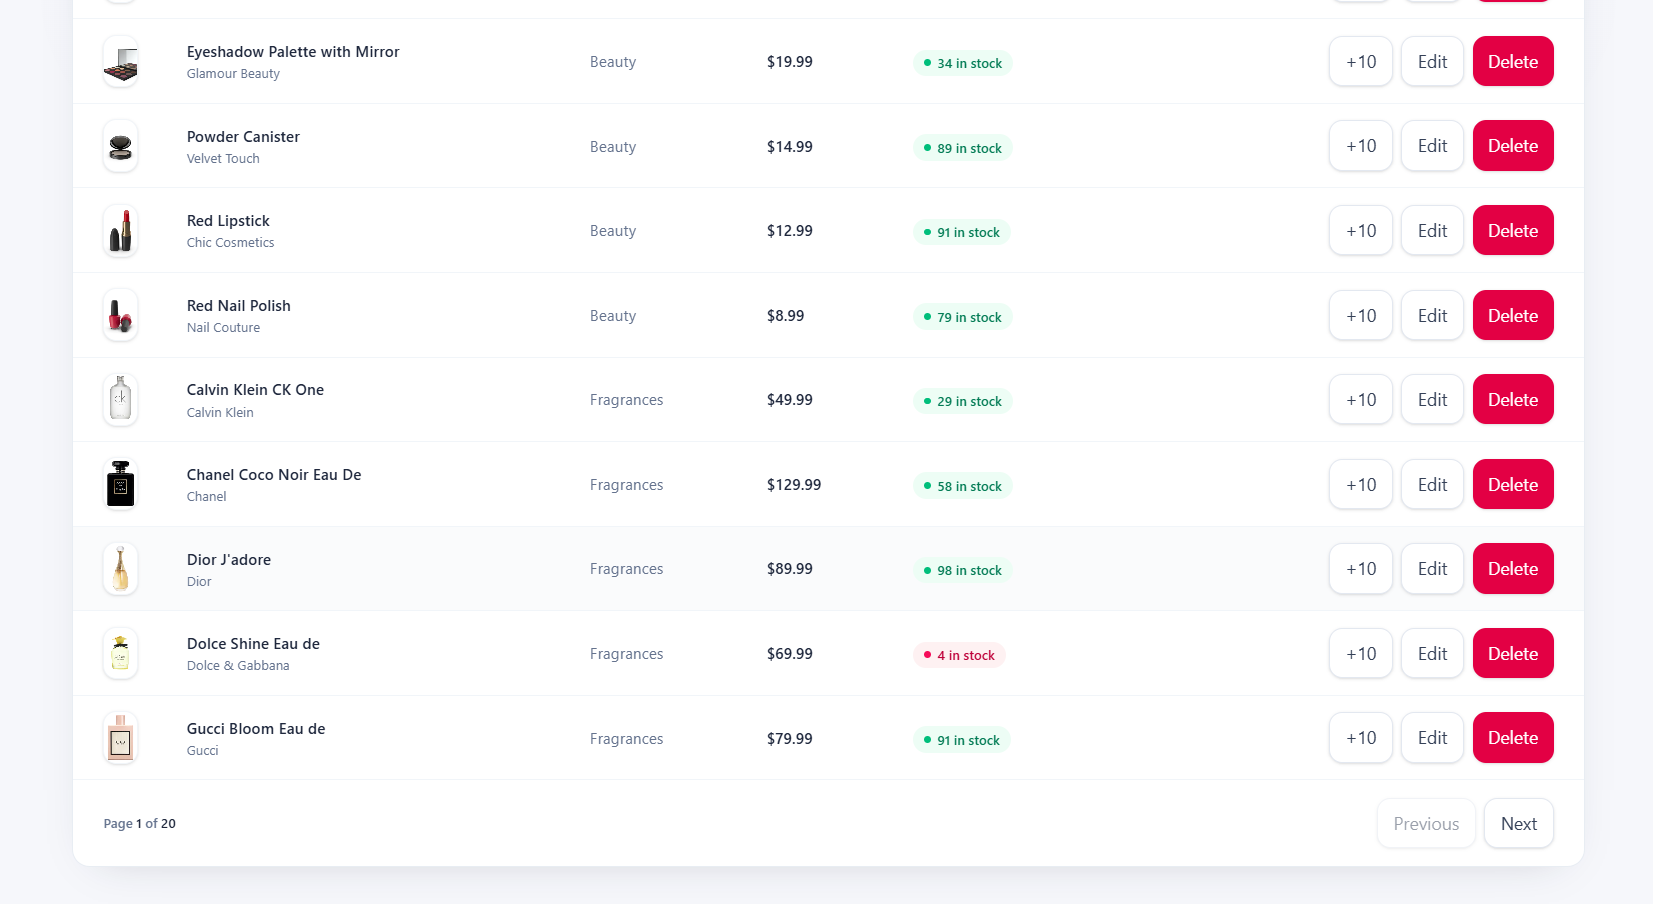 Eyeshadow Palette with Mirror
Glamour Beauty
Beauty
$19.99
34 in stock
+10
Edit
Delete
Powder Canister
Velvet Touch
Beauty
$14.99
89 in stock
+10
Edit
Delete
Red Lipstick
Chic Cosmetics
Beauty
$12.99
91 in stock
+10
Edit
Delete
Red Nail Polish
Nail Couture
Beauty
$8.99
79 in stock
+10
Edit
Delete
Calvin Klein CK One
Calvin Klein
Fragrances
$49.99
29 in stock
+10
Edit
Delete
Chanel Coco Noir Eau De
Chanel
Fragrances
$129.99
58 in stock
+10
Edit
Delete
Dior J'adore
Dior
Fragrances
$89.99
98 in stock
+10
Edit
Delete
Dolce Shine Eau de
Dolce & Gabbana
Fragrances
$69.99
4 in stock
+10
Edit
Delete
Gucci Bloom Eau de
Gucci
Fragrances
$79.99
91 in stock
+10
Edit
Delete
Page 1 of 20
Previous
Next